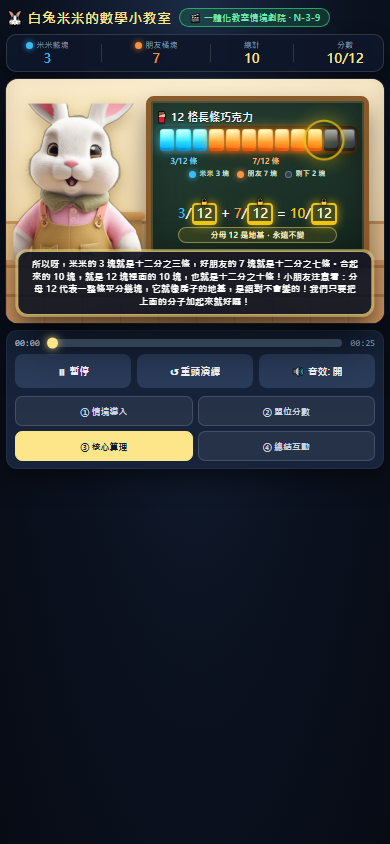 白兔米米的數學小教室
一體化教室情境劇院 · N-3-9
米米藍塊
3
朋友橘塊
7
總計
10
分數
10/12
12 格長條巧克力
3/12 條
7/12 條
米米 3 塊
朋友 7 塊
剩下 2 塊
3/12 + 7/12 = 10/12
分母 12 是地基，永遠不變
所以呀，米米的 3 塊就是十二分之三條，好朋友的 7 塊就是十二分之七條。合起
來的 10 塊，就是 12 塊裡面的 10 塊，也就是十二分之十條！小朋友注意看：分
母 12 代表一整條平分幾塊，它就像房子的地基，是絕對不會變的！我們只要把
上面的分子加起來就好囉！
00:00
00:25
⏸ 暫停
↺ 重頭演繹
音效: 開
① 情境導入
② 單位分數
③ 核心算理
④ 總結互動